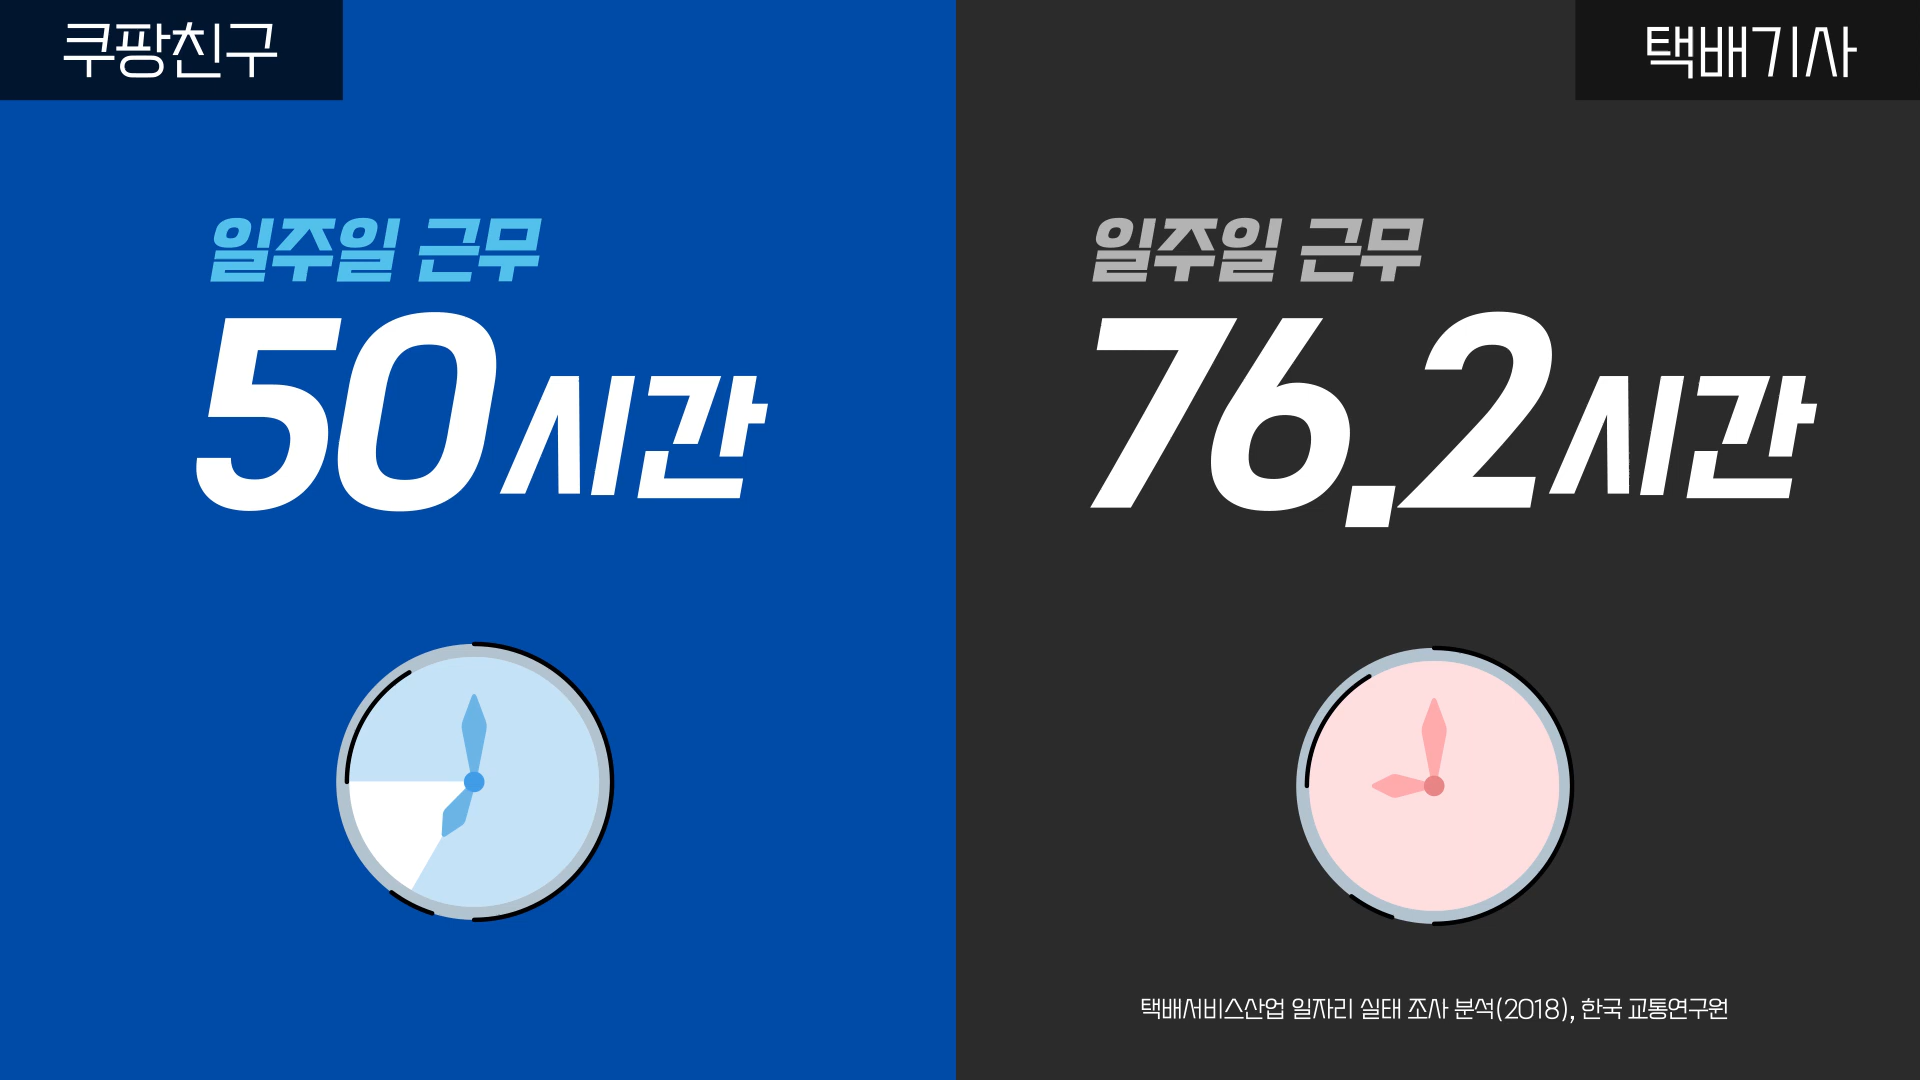 쿠팡친구
일주일 근무
50시간
택배기사
일주일 근무
76.2시간
택배서비스산업 일자리 실태 조사 분석(2018), 한국 교통연구원